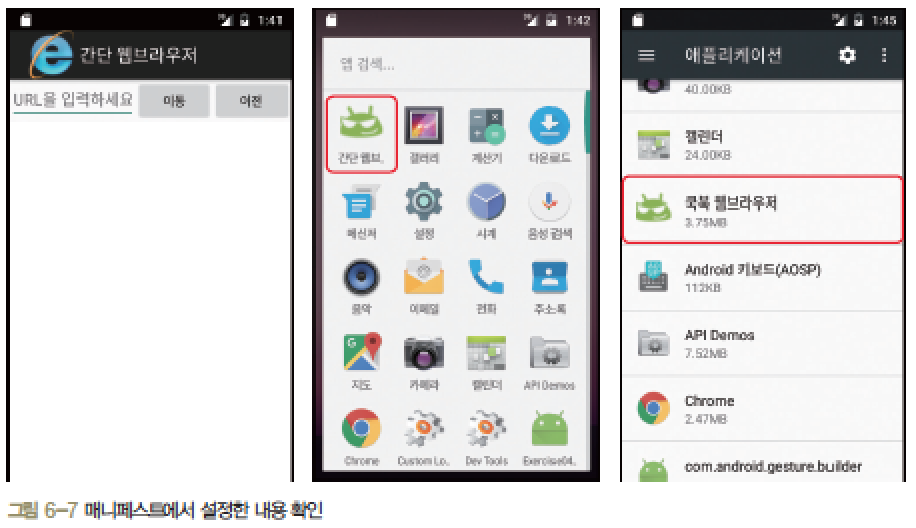 1:41
간단 웹브라우저
URL을 입력하세요 이동 이전
1:42
앱 검색...
간단 웹브. 갤러리 계산기 다운로드
메신저 설정 시계 음성 검색
음악 이메일 전화 주소록
지도 카메라 캘린더 API Demos
Chrome Custom Lo.. Dev Tools Exercise04..
1:45
애플리케이션
40.00KB
캘린더
24.00KB
쿡북 웹브라우저
3.75MB
Android 키보드(AOSP)
112KB
API Demos
7.52MB
Chrome
2.47MB
com.android.gesture.builder
그림 6-7 매니페스트에서 설정한 내용 확인